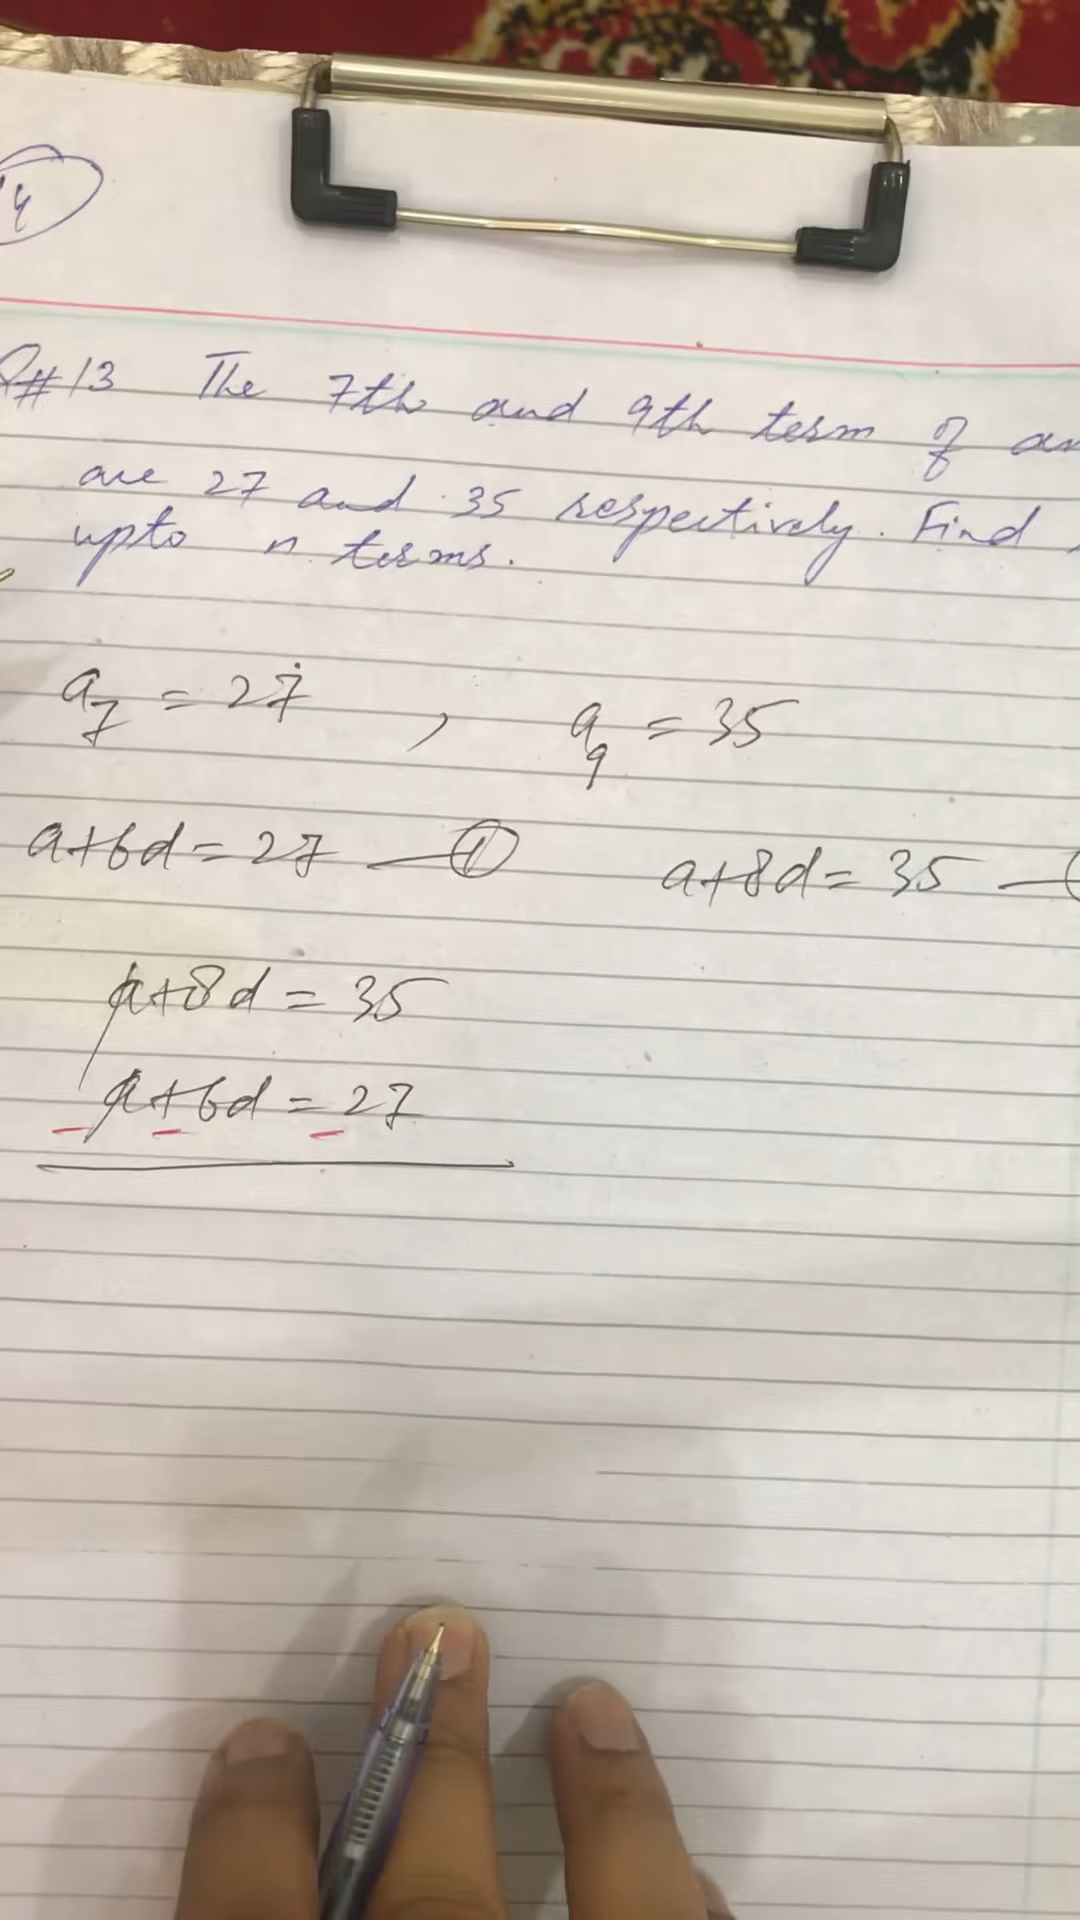 Q#13 The 7th and 9th term of an
are 27 and 35 respectively. Find
upto n terms.
a₇ = 27 , a₉ = 35
a+6d = 27 — ① a+8d = 35 —
a+8d = 35
a+6d = 27